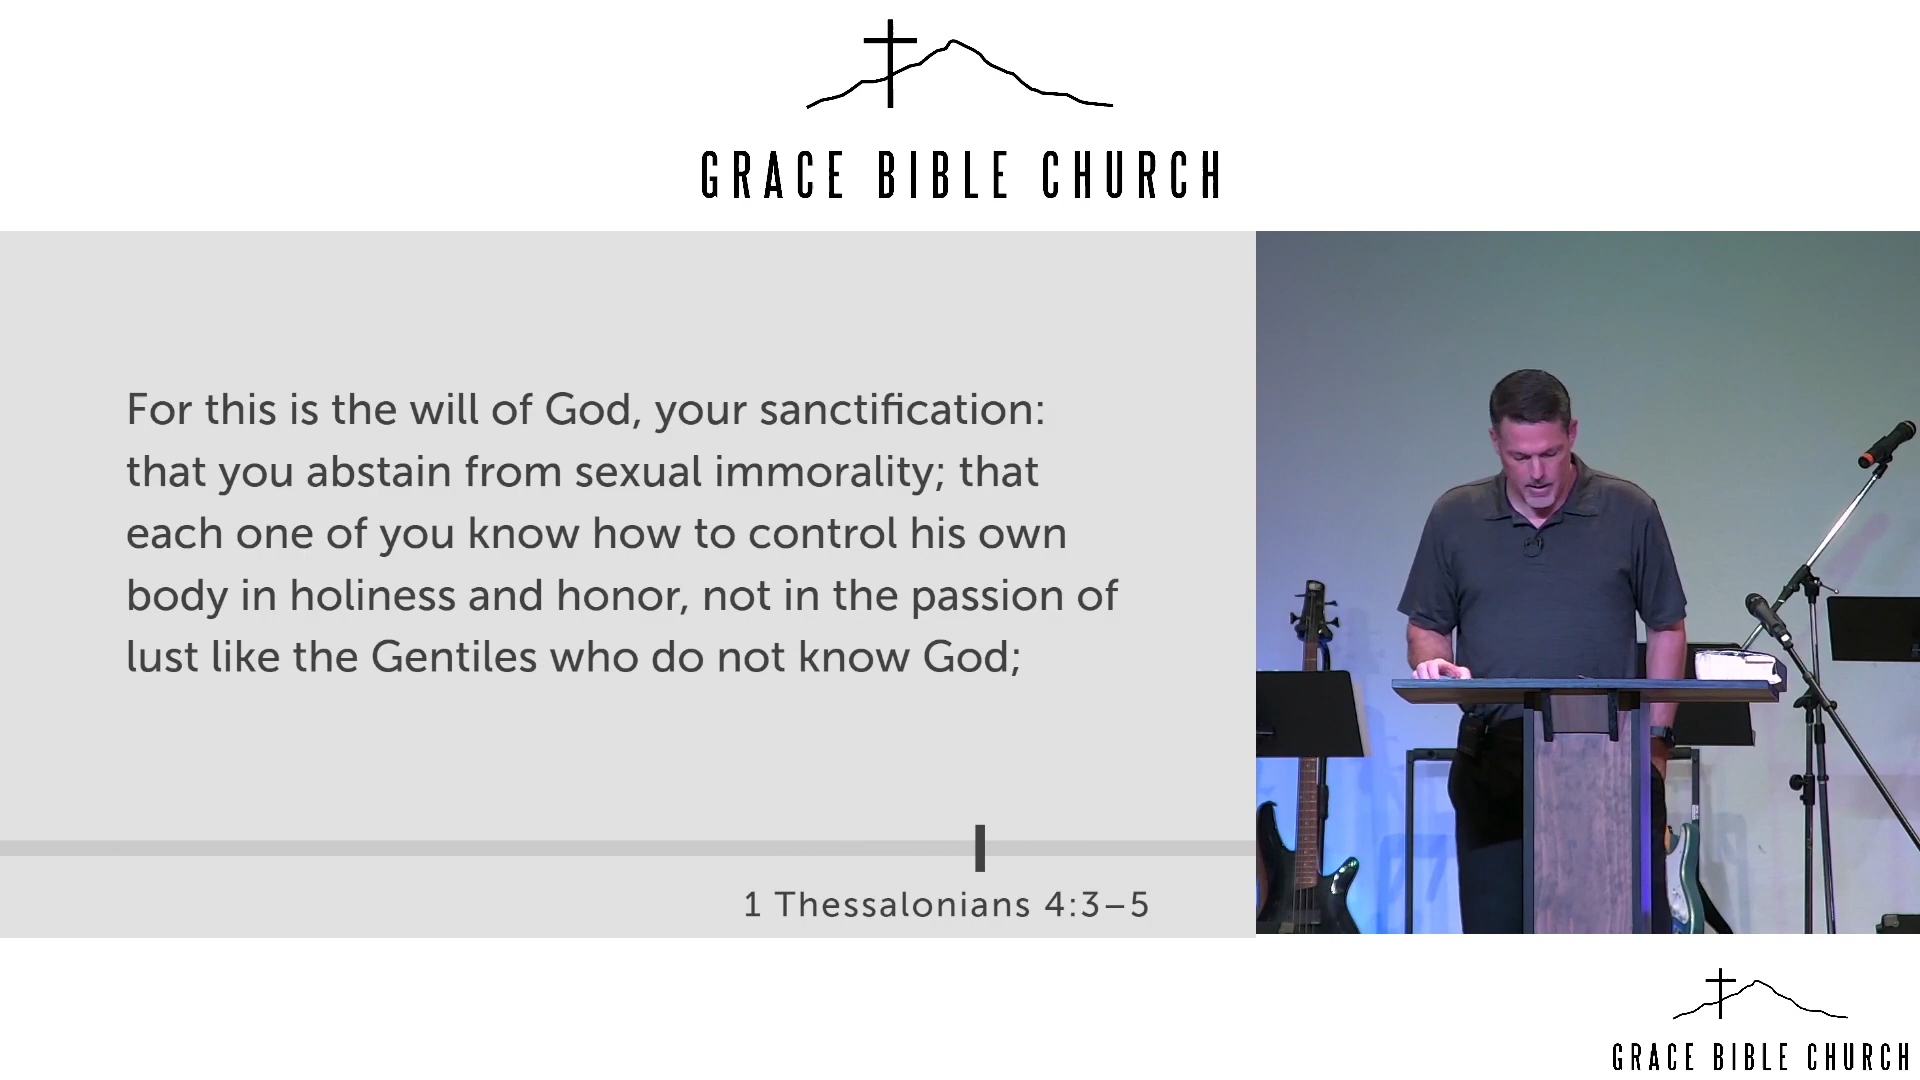 GRACE BIBLE CHURCH
For this is the will of God, your sanctification:
that you abstain from sexual immorality; that
each one of you know how to control his own
body in holiness and honor, not in the passion of
lust like the Gentiles who do not know God;
1 Thessalonians 4:3–5
GRACE BIBLE CHURCH